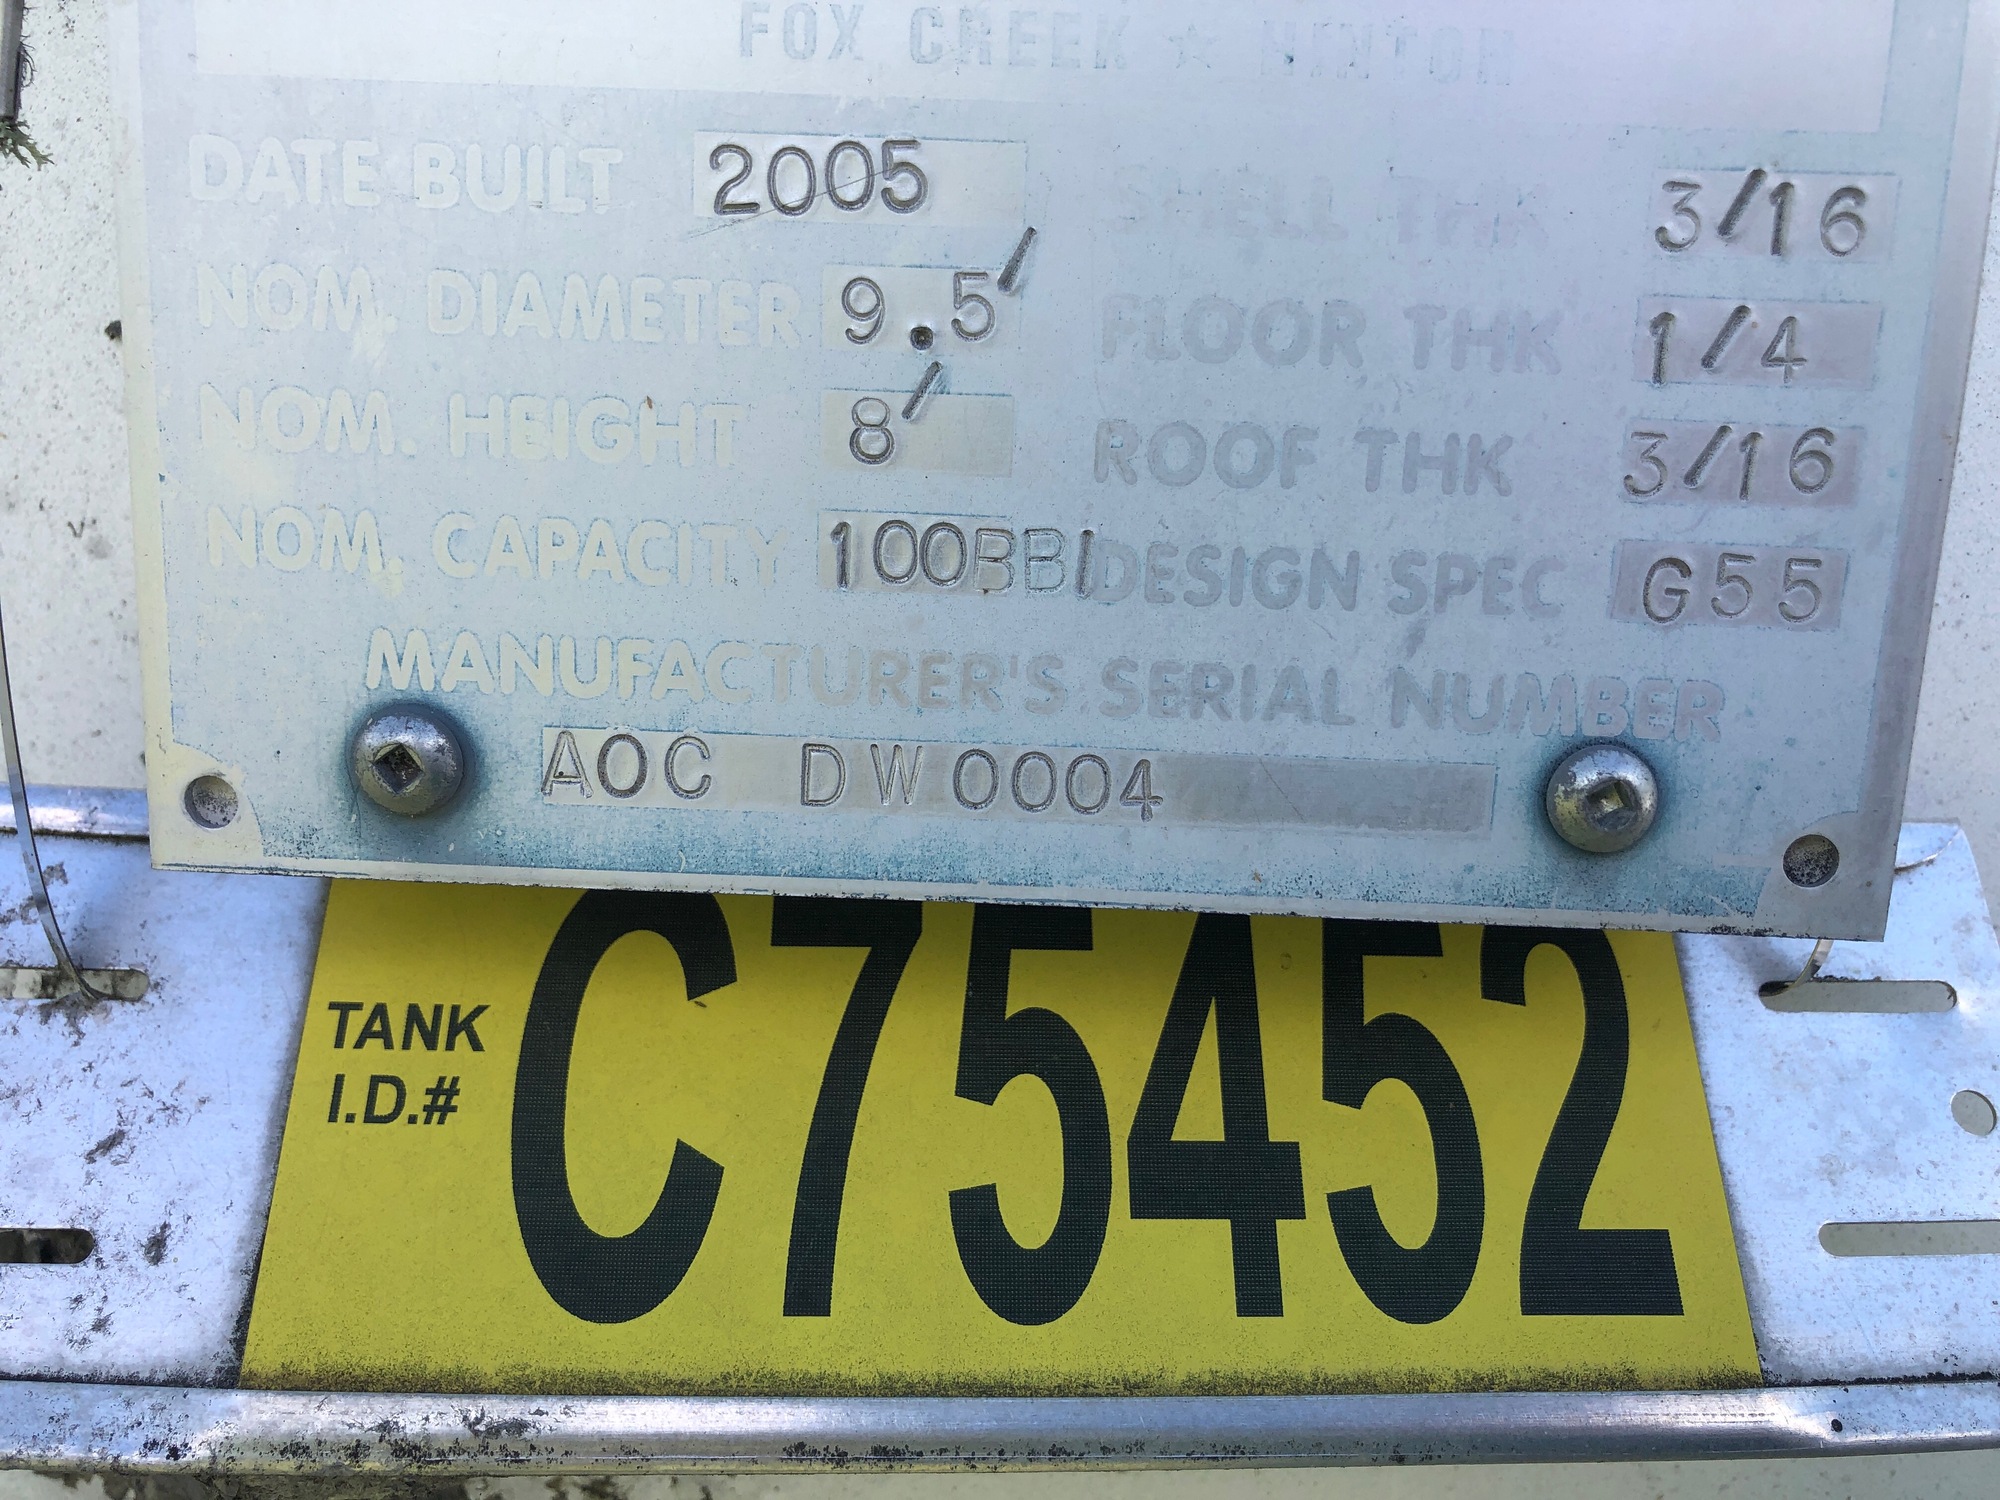 FOX CREEK ★ HINTON
DATE BUILT 2005 SHELL THK 3/16
NOM. DIAMETER 9.5' FLOOR THK 1/4
NOM. HEIGHT 8' ROOF THK 3/16
NOM. CAPACITY 100BBl DESIGN SPEC G55
MANUFACTURER'S SERIAL NUMBER
AOC DW0004
TANK
I.D.#
C75452